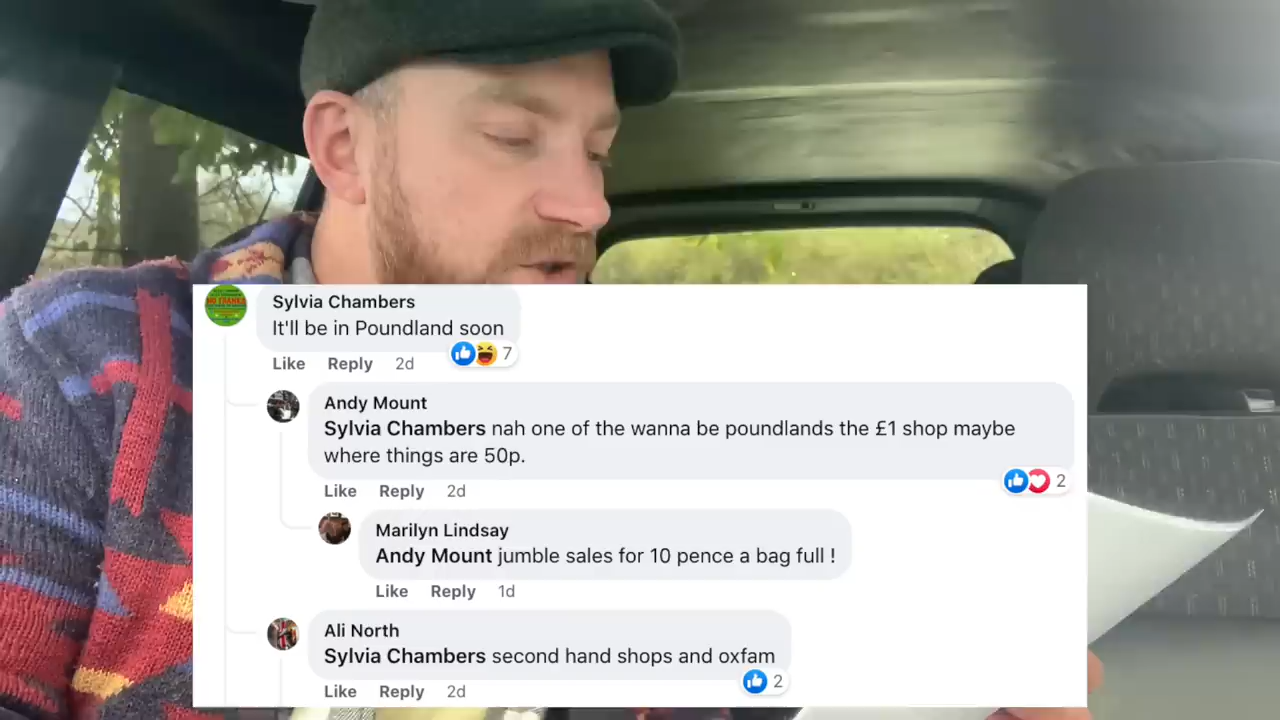 Sylvia Chambers
It'll be in Poundland soon
Like Reply 2d
7
Andy Mount
Sylvia Chambers nah one of the wanna be poundlands the £1 shop maybe
where things are 50p.
Like Reply 2d
2
Marilyn Lindsay
Andy Mount jumble sales for 10 pence a bag full !
Like Reply 1d
Ali North
Sylvia Chambers second hand shops and oxfam
Like Reply 2d
2